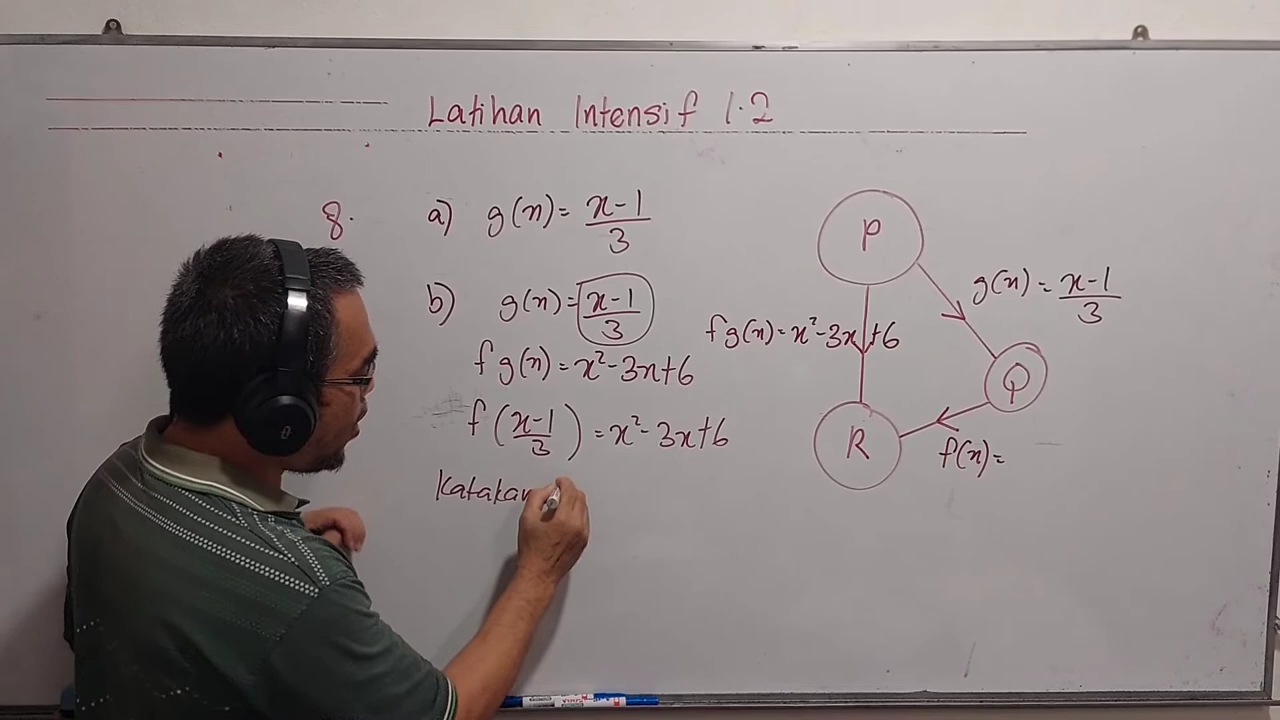 Latihan Intensif 1.2
8.
a) g(x) = x-1/3
b) g(x) = x-1/3
fg(x) = x² - 3x + 6
f(x-1/3) = x² - 3x + 6
Katakan
P
g(x) = x-1/3
fg(x) = x² - 3x + 6
Q
R
f(x) =